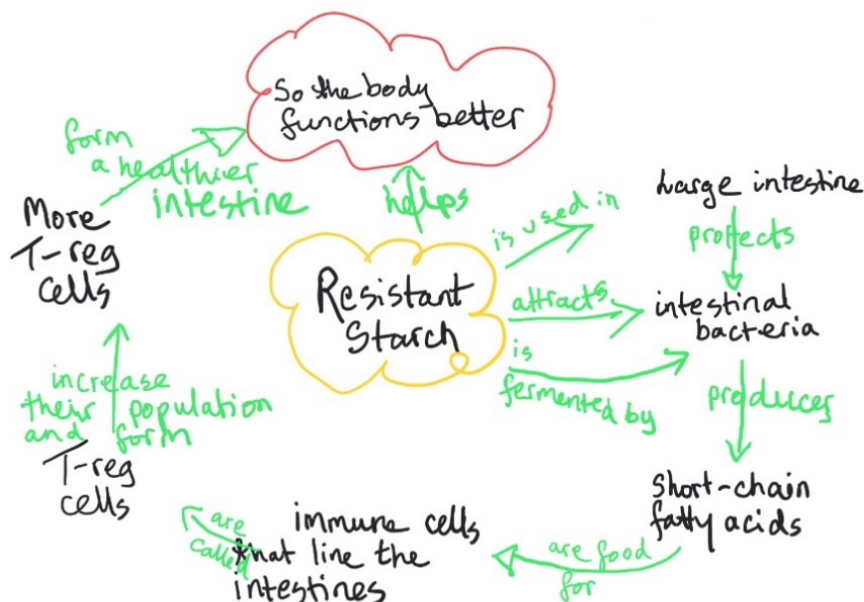 So the body
functions better
form
a healthier
intestine
helps
More
T-reg
cells
Resistant
Starch
is used in
Large intestine
protects
attracts
intestinal
bacteria
is
fermented by
produces
increase
their population
and form
T-reg
cells
short-chain
fatty acids
are food
for
immune cells
that line the
intestines
are
called